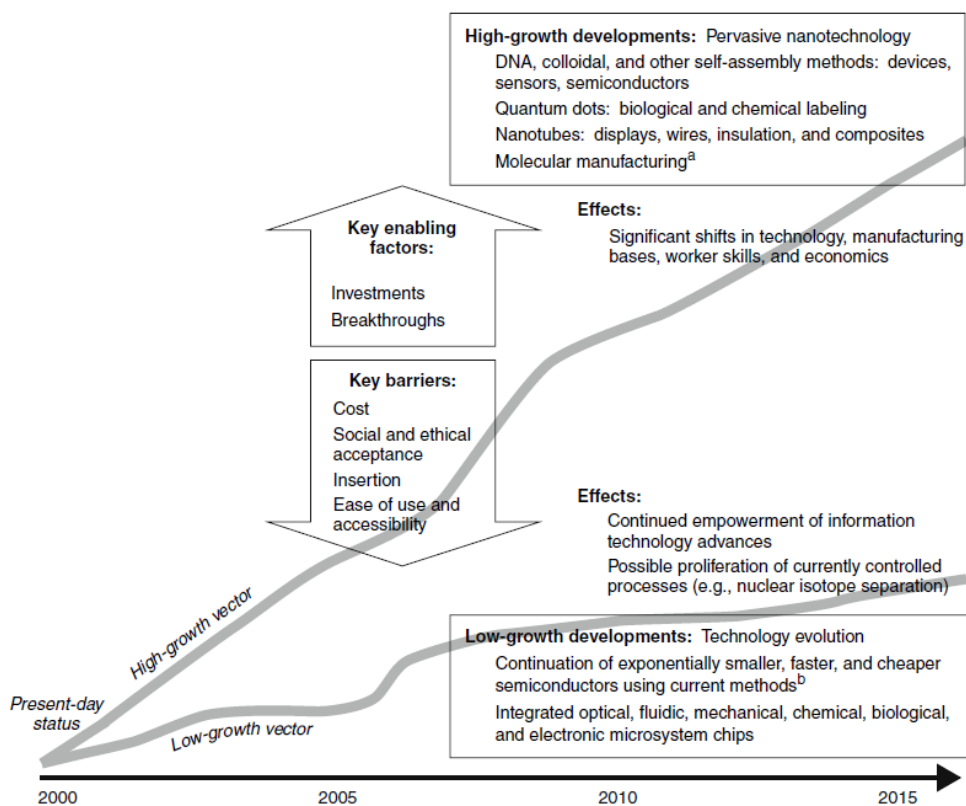 High-growth developments: Pervasive nanotechnology
DNA, colloidal, and other self-assembly methods: devices,
sensors, semiconductors
Quantum dots: biological and chemical labeling
Nanotubes: displays, wires, insulation, and composites
Molecular manufacturingᵃ
Effects:
Significant shifts in technology, manufacturing
bases, worker skills, and economics
Key enabling
factors:
Investments
Breakthroughs
Key barriers:
Cost
Social and ethical
acceptance
Insertion
Ease of use and
accessibility
Effects:
Continued empowerment of information
technology advances
Possible proliferation of currently controlled
processes (e.g., nuclear isotope separation)
High-growth vector
Low-growth developments: Technology evolution
Continuation of exponentially smaller, faster, and cheaper
semiconductors using current methodsᵇ
Integrated optical, fluidic, mechanical, chemical, biological,
and electronic microsystem chips
Present-day
status
Low-growth vector
2000 2005 2010 2015